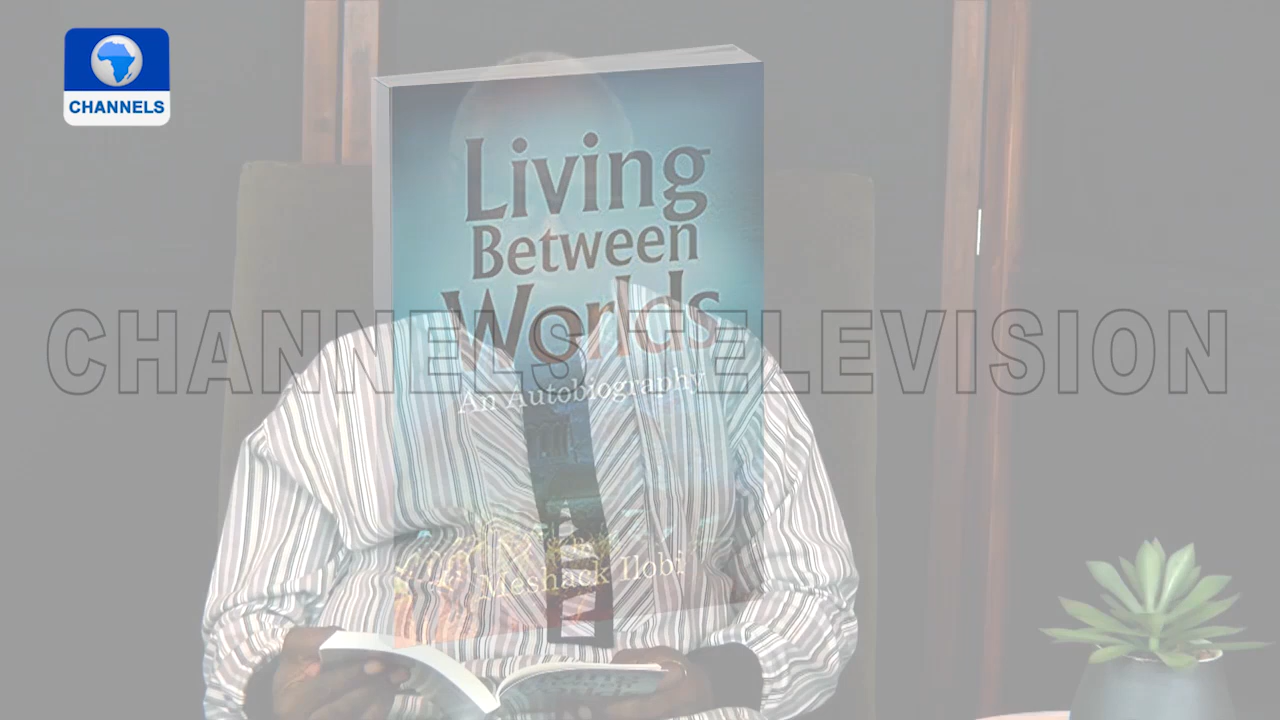 CHANNELS
Living
Between
Worlds
CHANNELS TELEVISION
An Autobiography
Meshack Ilobi